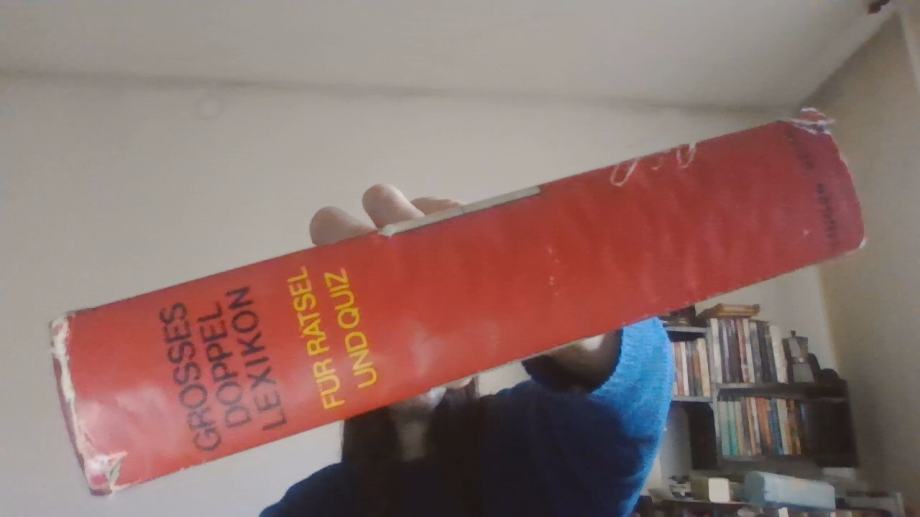 GROSSES
DOPPEL
LEXIKON
FÜR RÄTSEL
UND QUIZ